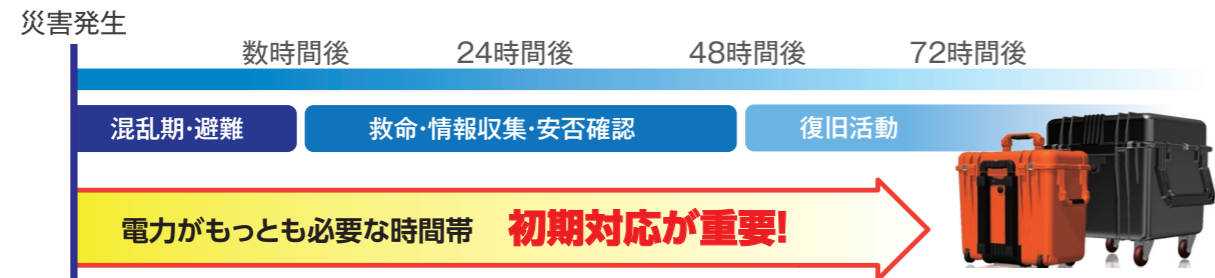 災害発生
数時間後 24時間後 48時間後 72時間後
混乱期・避難 救命・情報収集・安否確認 復旧活動
電力がもっとも必要な時間帯 初期対応が重要!